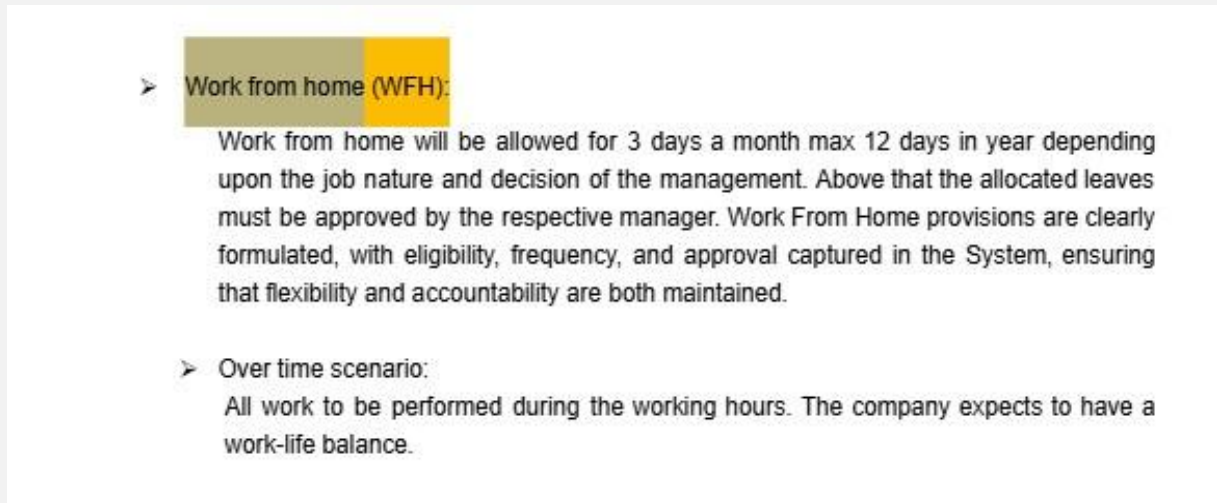 ➢ Work from home (WFH):
Work from home will be allowed for 3 days a month max 12 days in year depending
upon the job nature and decision of the management. Above that the allocated leaves
must be approved by the respective manager. Work From Home provisions are clearly
formulated, with eligibility, frequency, and approval captured in the System, ensuring
that flexibility and accountability are both maintained.
➢ Over time scenario:
All work to be performed during the working hours. The company expects to have a
work-life balance.